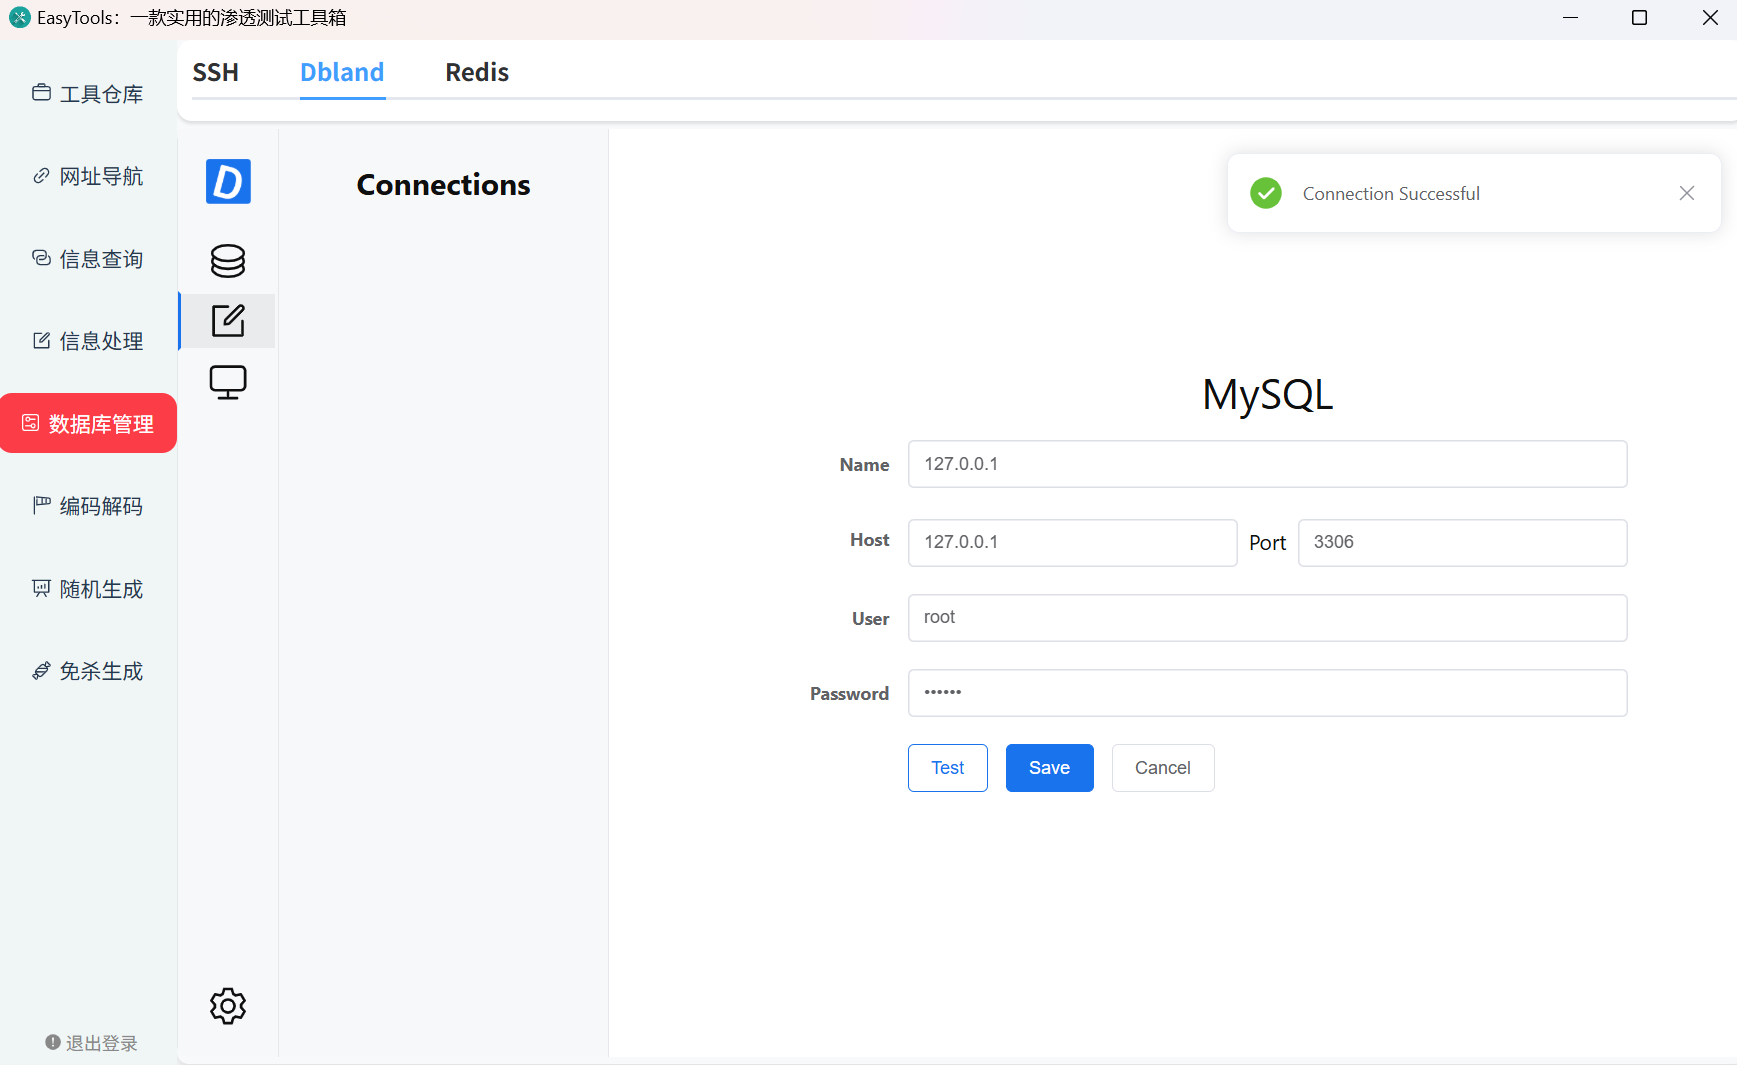 EasyTools：一款实用的渗透测试工具箱
工具仓库
网址导航
信息查询
信息处理
数据库管理
编码解码
随机生成
免杀生成
退出登录
SSH Dbland Redis
D
Connections
Connection Successful
MySQL
Name 127.0.0.1
Host 127.0.0.1 Port 3306
User root
Password ••••••
Test Save Cancel